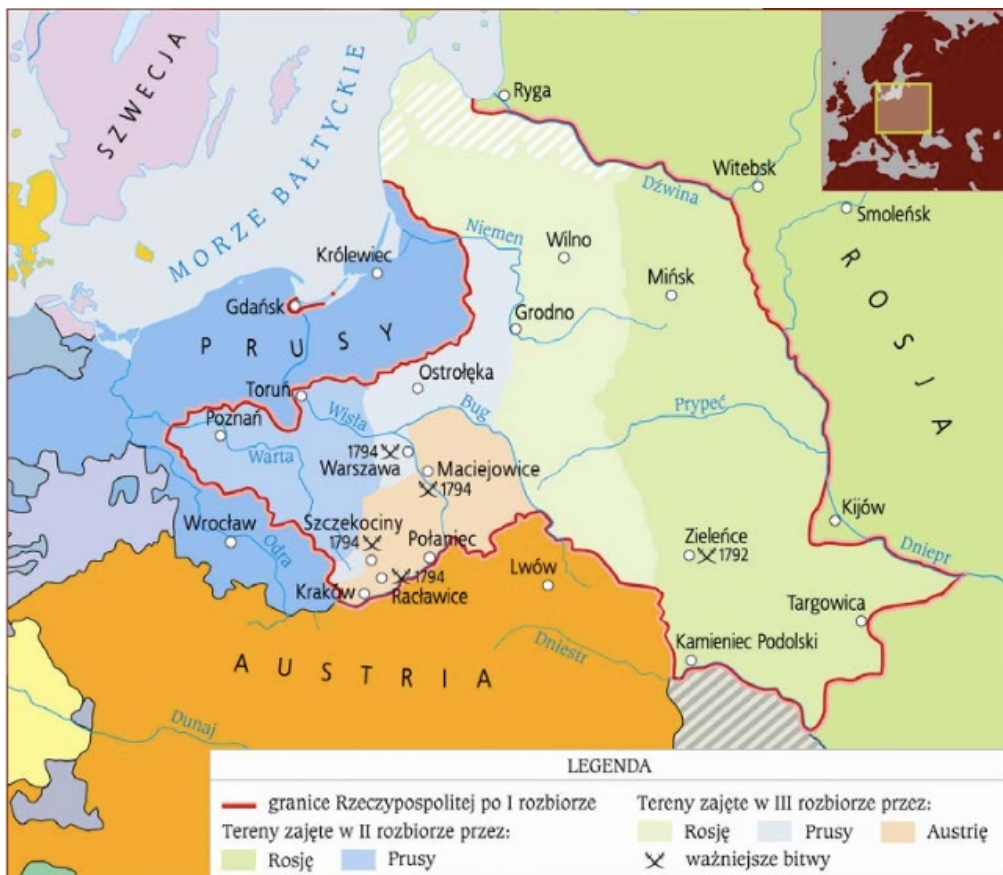 SZWECJA
MORZE BAŁTYCKIE
Ryga
Witebsk
Dźwina
Smoleńsk
ROSJA
Niemen
Wilno
Królewiec
Mińsk
Gdańsk
Grodno
PRUSY
Ostrołęka
Toruń
Wisła
Bug
Prypeć
Poznań
Warta
1794
Warszawa
Maciejowice
1794
Kijów
Wrocław
Odra
Szczekociny
1794
Połaniec
Zieleńce
1792
Dniepr
Lwów
1794
Kraków
Racławice
Targowica
Kamieniec Podolski
Dniestr
AUSTRIA
Dunaj
LEGENDA
granice Rzeczypospolitej po I rozbiorze
Tereny zajęte w II rozbiorze przez:
Rosję
Prusy
Tereny zajęte w III rozbiorze przez:
Rosję
Prusy
Austrię
ważniejsze bitwy